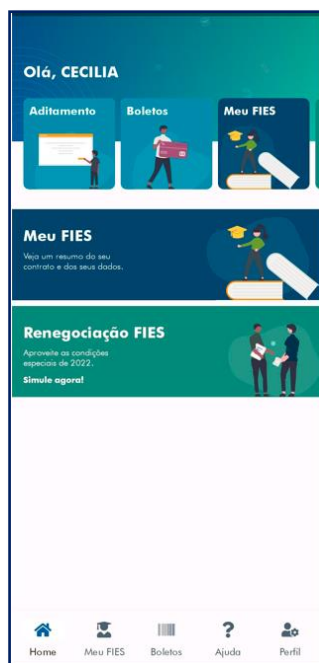 Olá, CECILIA
Aditamento Boletos Meu FIES
Meu FIES
Veja um resumo do seu
contrato e dos seus dados.
Renegociação FIES
Aproveite as condições
especiais de 2022.
Simule agora!
Home Meu FIES Boletos Ajuda Perfil